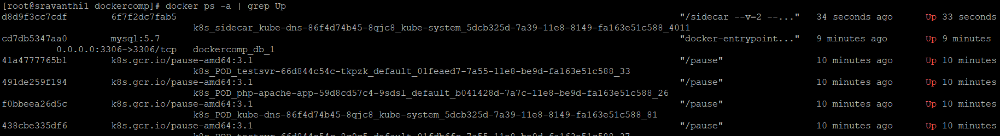 [root@sravanthi1 dockercomp]# docker ps -a | grep Up
d8d9f3cc7cdf 6f7f2dc7fab5 "/sidecar --v=2 --..." 34 seconds ago Up 33 seconds
k8s_sidecar_kube-dns-86f4d74b45-8qjc8_kube-system_5dcb325d-7a39-11e8-8149-fa163e51c588_4011
cd7db5347aa0 mysql:5.7 "docker-entrypoint..." 9 minutes ago Up 9 minutes
0.0.0.0:3306->3306/tcp dockercomp_db_1
41a4777765b1 k8s.gcr.io/pause-amd64:3.1 "/pause" 10 minutes ago Up 10 minutes
k8s_POD_testsvr-66d844c54c-tkpzk_default_01feaed7-7a55-11e8-be9d-fa163e51c588_33
491de259f194 k8s.gcr.io/pause-amd64:3.1 "/pause" 10 minutes ago Up 10 minutes
k8s_POD_php-apache-app-59d8cd57c4-9sdsl_default_b041428d-7a7c-11e8-be9d-fa163e51c588_26
f0bbeea26d5c k8s.gcr.io/pause-amd64:3.1 "/pause" 10 minutes ago Up 10 minutes
k8s_POD_kube-dns-86f4d74b45-8qjc8_kube-system_5dcb325d-7a39-11e8-8149-fa163e51c588_81
438cbe335df6 k8s.gcr.io/pause-amd64:3.1 "/pause" 10 minutes ago Up 10 minutes